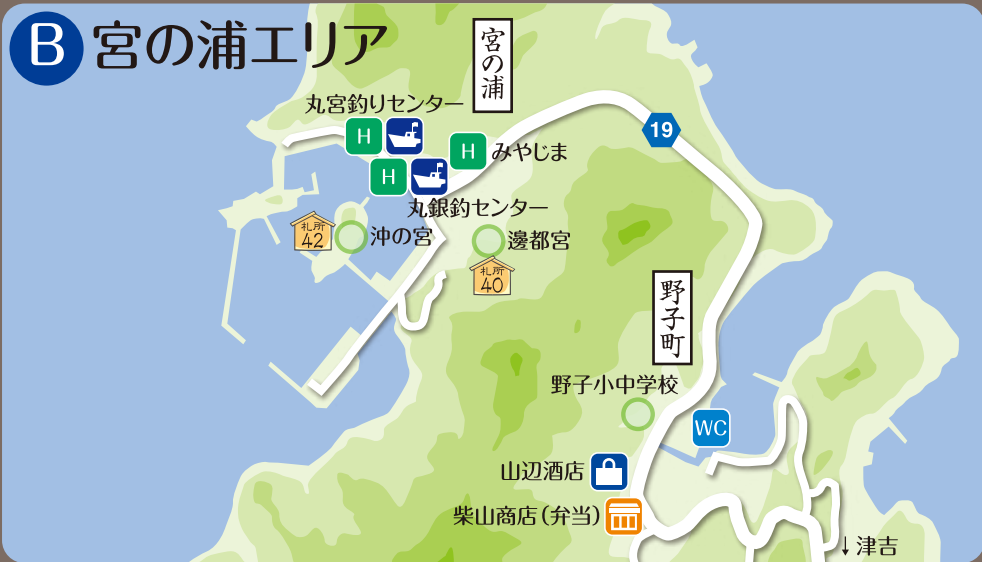 B 宮の浦エリア
宮の浦
丸宮釣りセンター
H
19
H みやじま
H
丸銀釣センター
札所
42
沖の宮
邊都宮
札所
40
野子町
野子小中学校
WC
山辺酒店
柴山商店(弁当)
↓津吉